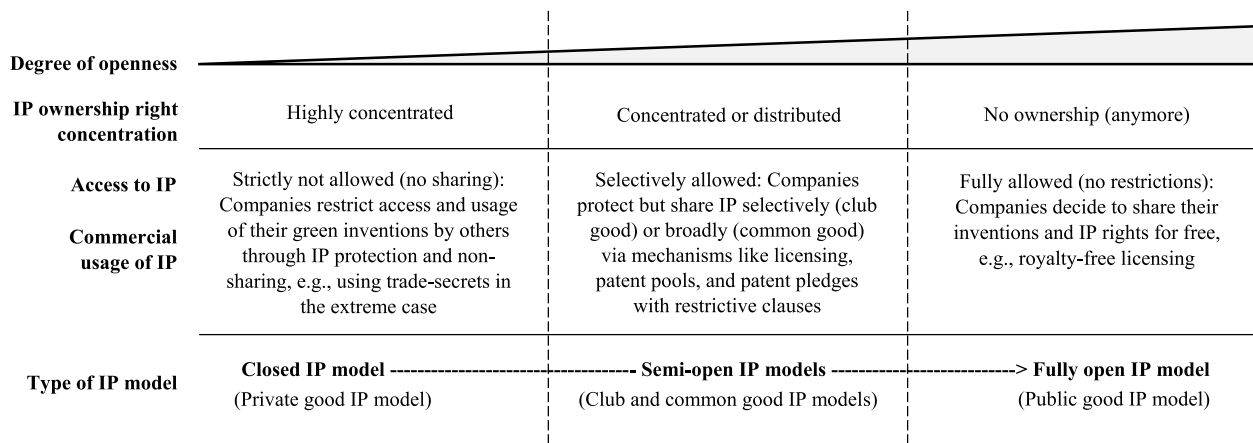 Degree of openness
IP ownership right
concentration
Highly concentrated
Concentrated or distributed
No ownership (anymore)
Access to IP
Commercial
usage of IP
Strictly not allowed (no sharing):
Companies restrict access and usage
of their green inventions by others
through IP protection and non-
sharing, e.g., using trade-secrets in
the extreme case
Selectively allowed: Companies
protect but share IP selectively (club
good) or broadly (common good)
via mechanisms like licensing,
patent pools, and patent pledges
with restrictive clauses
Fully allowed (no restrictions):
Companies decide to share their
inventions and IP rights for free,
e.g., royalty-free licensing
Type of IP model
Closed IP model
(Private good IP model)
Semi-open IP models
(Club and common good IP models)
Fully open IP model
(Public good IP model)